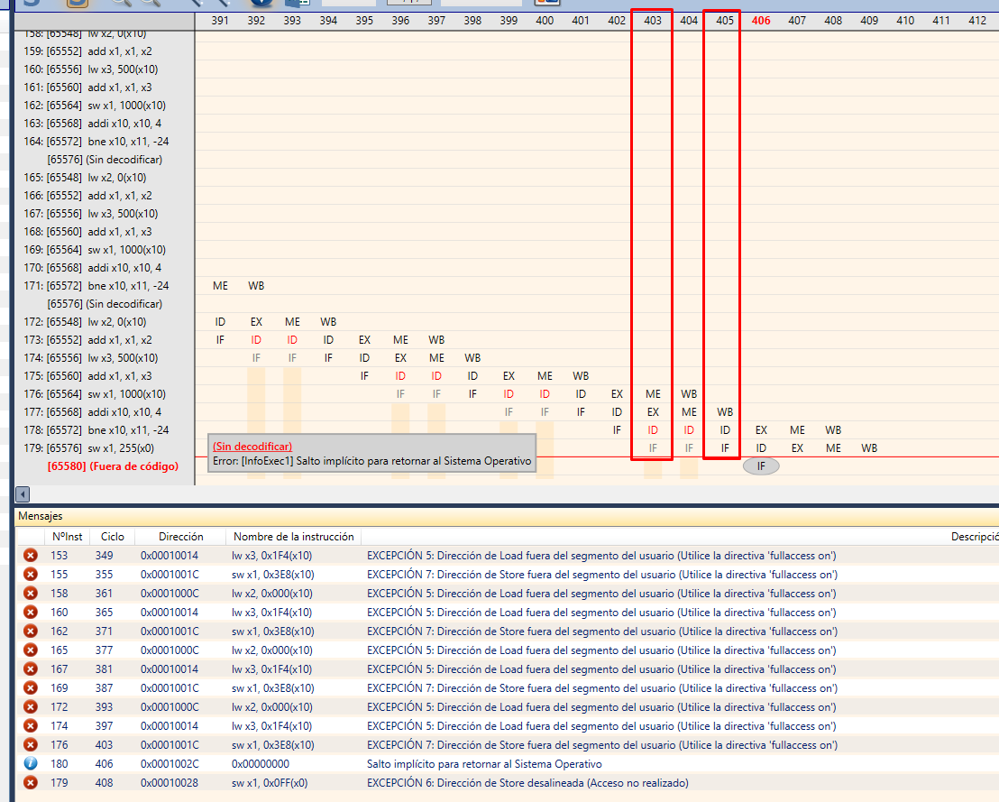 391 392 393 394 395 396 397 398 399 400 401 402 403 404 405 406 407 408 409 410 411 412
158: [65548] lw x2, 0(x10)
159: [65552] add x1, x1, x2
160: [65556] lw x3, 500(x10)
161: [65560] add x1, x1, x3
162: [65564] sw x1, 1000(x10)
163: [65568] addi x10, x10, 4
164: [65572] bne x10, x11, -24
[65576] (Sin decodificar)
165: [65548] lw x2, 0(x10)
166: [65552] add x1, x1, x2
167: [65556] lw x3, 500(x10)
168: [65560] add x1, x1, x3
169: [65564] sw x1, 1000(x10)
170: [65568] addi x10, x10, 4
171: [65572] bne x10, x11, -24 ME WB
[65576] (Sin decodificar)
172: [65548] lw x2, 0(x10) ID EX ME WB
173: [65552] add x1, x1, x2 IF ID ID ID EX ME WB
174: [65556] lw x3, 500(x10) IF IF IF ID EX ME WB
175: [65560] add x1, x1, x3 IF ID ID ID EX ME WB
176: [65564] sw x1, 1000(x10) IF IF IF ID ID ID EX ME WB
177: [65568] addi x10, x10, 4 IF IF IF ID EX ME WB
178: [65572] bne x10, x11, -24 IF ID ID ID EX ME WB
179: [65576] sw x1, 255(x0) IF IF IF ID EX ME WB
[65580] (Fuera de código) IF
(Sin decodificar)
Error: [InfoExec1] Salto implícito para retornar al Sistema Operativo
Mensajes
NºInst Ciclo Dirección Nombre de la instrucción Descripció
153 349 0x00010014 lw x3, 0x1F4(x10) EXCEPCIÓN 5: Dirección de Load fuera del segmento del usuario (Utilice la directiva 'fullaccess on')
155 355 0x0001001C sw x1, 0x3E8(x10) EXCEPCIÓN 7: Dirección de Store fuera del segmento del usuario (Utilice la directiva 'fullaccess on')
158 361 0x0001000C lw x2, 0x000(x10) EXCEPCIÓN 5: Dirección de Load fuera del segmento del usuario (Utilice la directiva 'fullaccess on')
160 365 0x00010014 lw x3, 0x1F4(x10) EXCEPCIÓN 5: Dirección de Load fuera del segmento del usuario (Utilice la directiva 'fullaccess on')
162 371 0x0001001C sw x1, 0x3E8(x10) EXCEPCIÓN 7: Dirección de Store fuera del segmento del usuario (Utilice la directiva 'fullaccess on')
165 377 0x0001000C lw x2, 0x000(x10) EXCEPCIÓN 5: Dirección de Load fuera del segmento del usuario (Utilice la directiva 'fullaccess on')
167 381 0x00010014 lw x3, 0x1F4(x10) EXCEPCIÓN 5: Dirección de Load fuera del segmento del usuario (Utilice la directiva 'fullaccess on')
169 387 0x0001001C sw x1, 0x3E8(x10) EXCEPCIÓN 7: Dirección de Store fuera del segmento del usuario (Utilice la directiva 'fullaccess on')
172 393 0x0001000C lw x2, 0x000(x10) EXCEPCIÓN 5: Dirección de Load fuera del segmento del usuario (Utilice la directiva 'fullaccess on')
174 397 0x00010014 lw x3, 0x1F4(x10) EXCEPCIÓN 5: Dirección de Load fuera del segmento del usuario (Utilice la directiva 'fullaccess on')
176 403 0x0001001C sw x1, 0x3E8(x10) EXCEPCIÓN 7: Dirección de Store fuera del segmento del usuario (Utilice la directiva 'fullaccess on')
180 406 0x0001002C 0x00000000 Salto implícito para retornar al Sistema Operativo
179 408 0x00010028 sw x1, 0x0FF(x0) EXCEPCIÓN 6: Dirección de Store desalineada (Acceso no realizado)